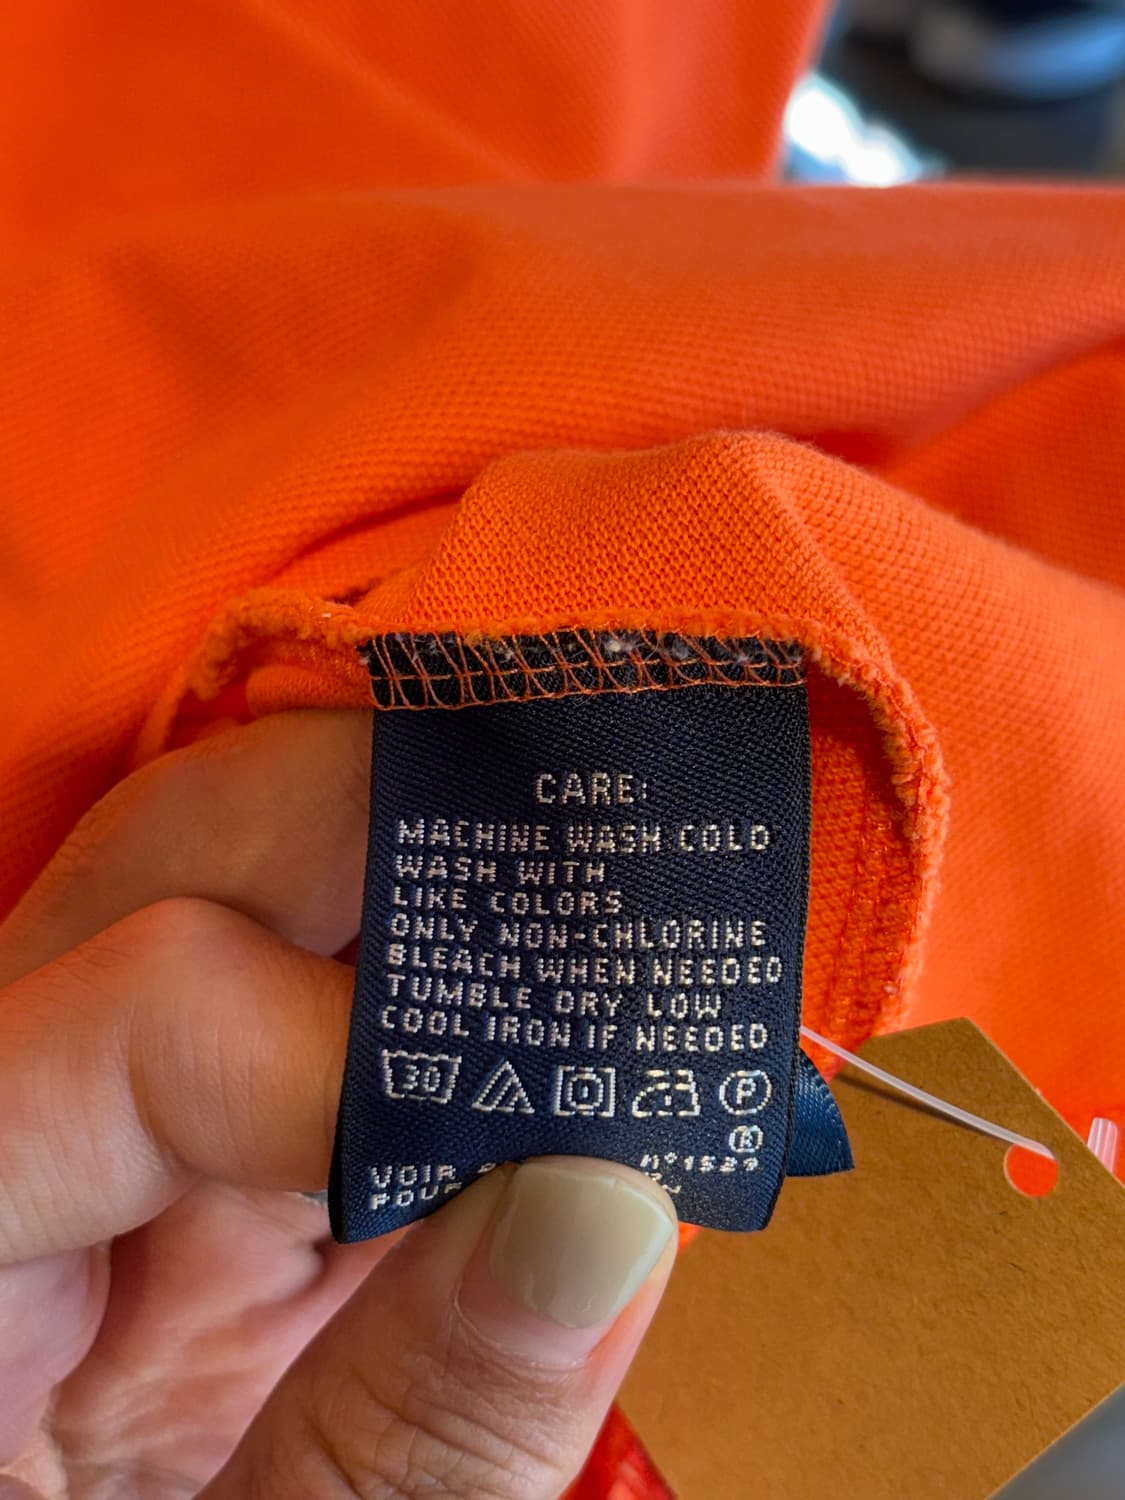 CARE:
MACHINE WASH COLD
WASH WITH
LIKE COLORS
ONLY NON-CHLORINE
BLEACH WHEN NEEDED
TUMBLE DRY LOW
COOL IRON IF NEEDED
30 P
R
VOIR n°1529